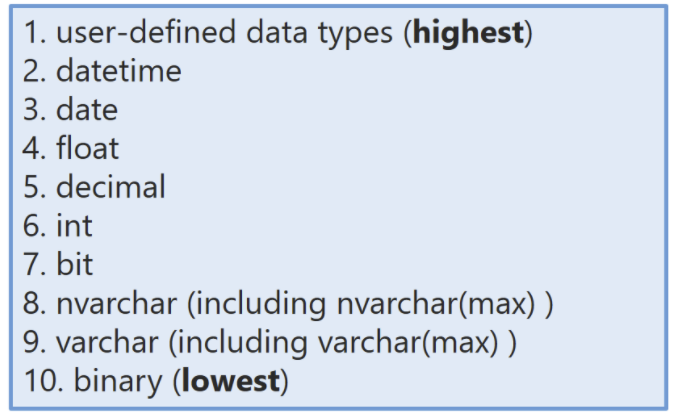 1. user-defined data types (highest)
2. datetime
3. date
4. float
5. decimal
6. int
7. bit
8. nvarchar (including nvarchar(max) )
9. varchar (including varchar(max) )
10. binary (lowest)